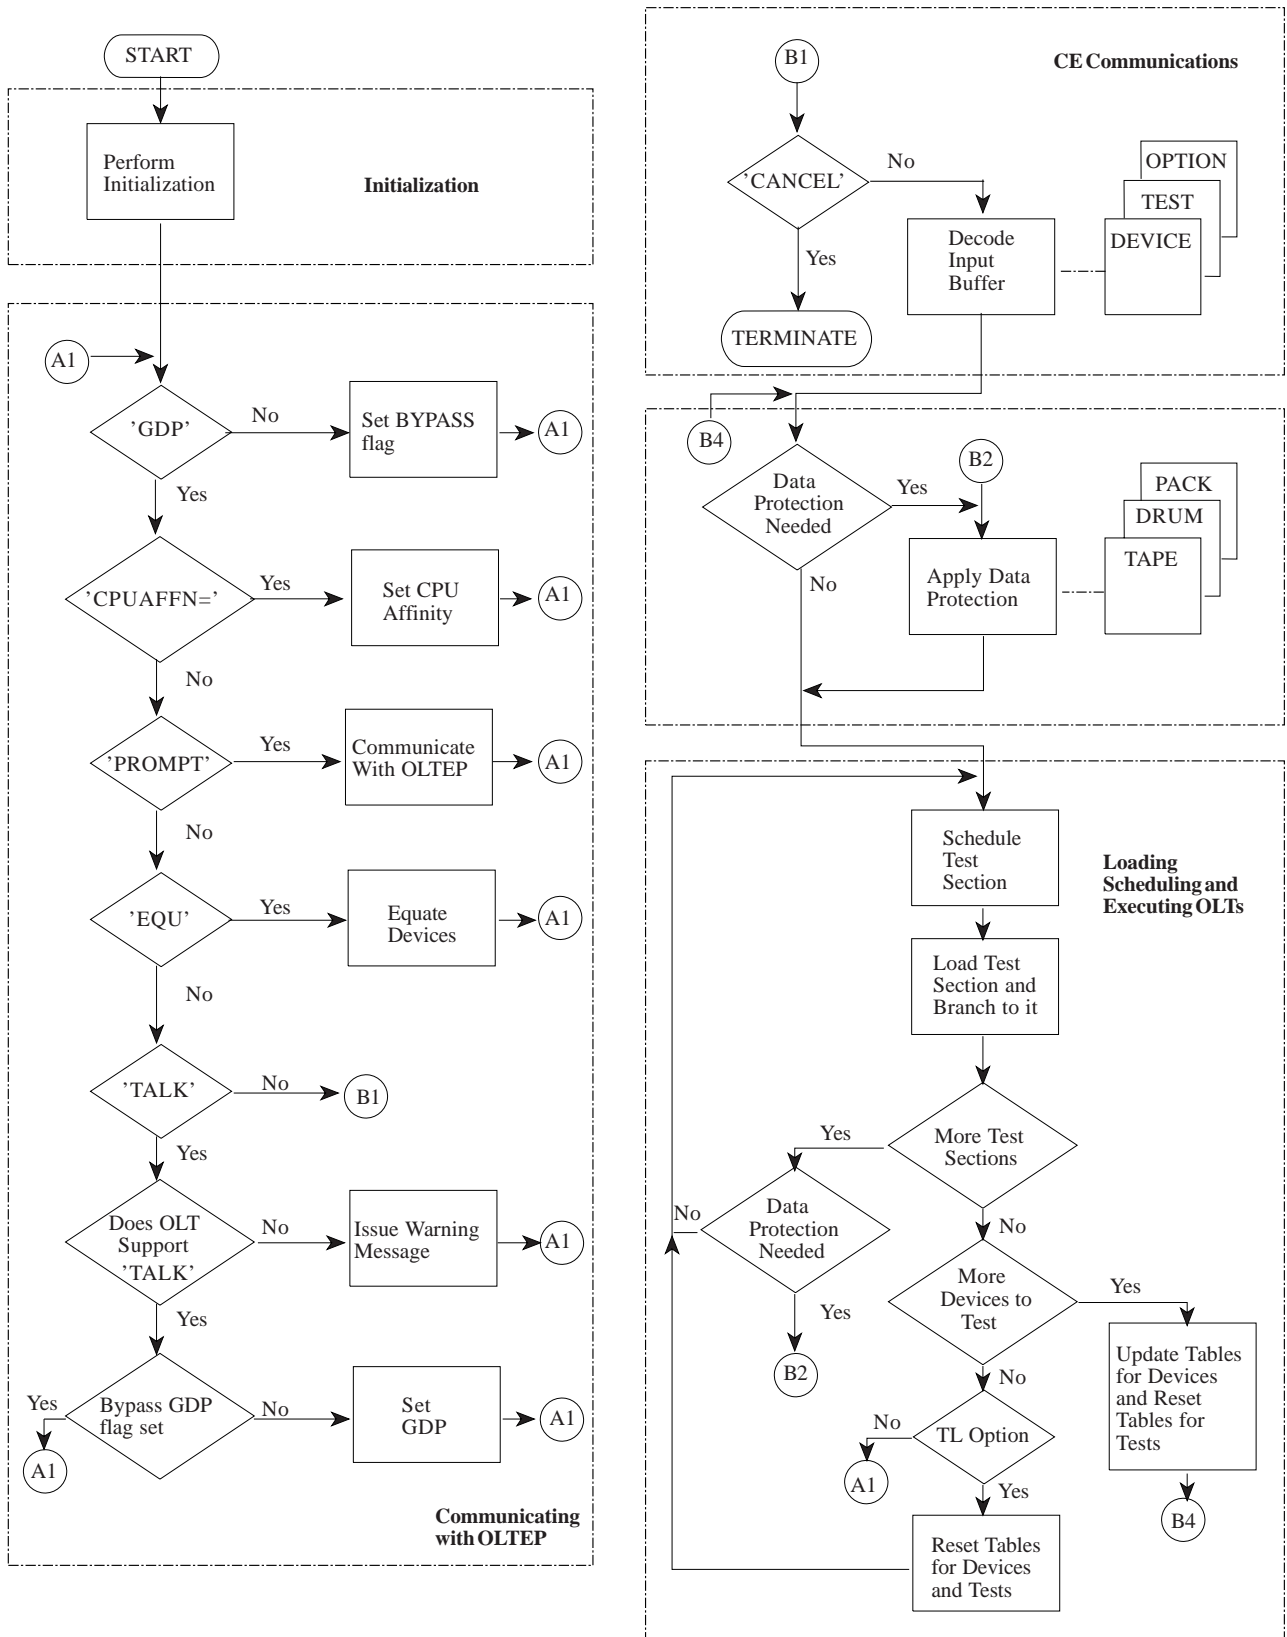 START
Perform
Initialization
Initialization
A1
'GDP'
No
Set BYPASS
flag
A1
Yes
'CPUAFFN='
Yes
Set CPU
Affinity
A1
No
'PROMPT'
Yes
Communicate
With OLTEP
A1
No
'EQU'
Yes
Equate
Devices
A1
No
'TALK'
No
B1
Yes
Does OLT
Support
'TALK'
No
Issue Warning
Message
A1
Yes
Bypass GDP
flag set
Yes
A1
No
Set
GDP
A1
Communicating
with OLTEP
B1
CE Communications
'CANCEL'
No
Yes
TERMINATE
Decode
Input
Buffer
OPTION
TEST
DEVICE
B4
Data
Protection
Needed
Yes
B2
No
Apply Data
Protection
PACK
DRUM
TAPE
Schedule
Test
Section
Loading
Scheduling and
Executing OLTs
Load Test
Section and
Branch to it
More Test
Sections
Yes
Data
Protection
Needed
No
Yes
B2
No
More
Devices to
Test
Yes
Update Tables
for Devices
and Reset
Tables for
Tests
B4
No
TL Option
No
A1
Yes
Reset Tables
for Devices
and Tests